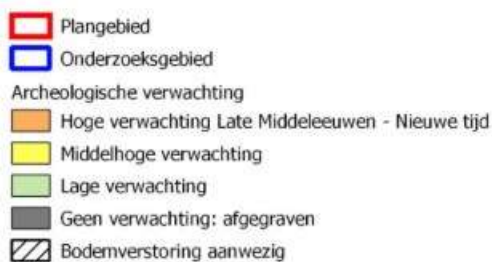 Plangebied
Onderzoeksgebied
Archeologische verwachting
Hoge verwachting Late Middeleeuwen - Nieuwe tijd
Middelhoge verwachting
Lage verwachting
Geen verwachting: afgegraven
Bodemverstoring aanwezig